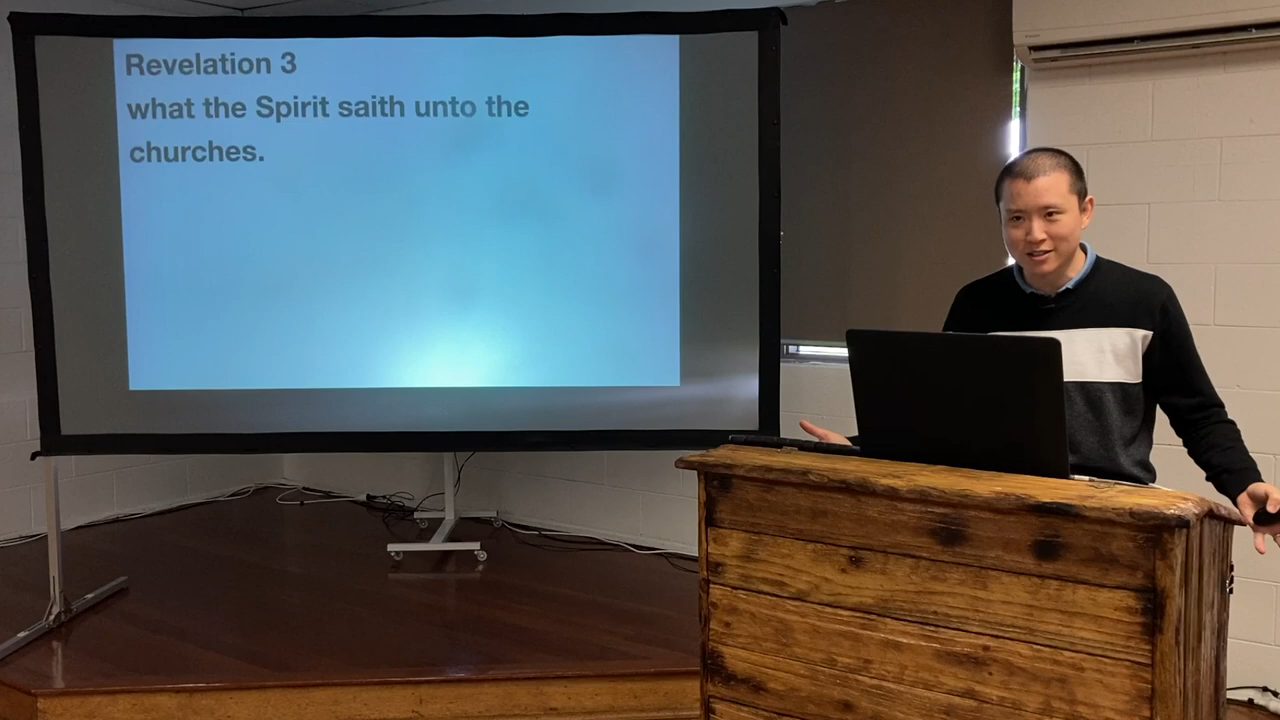 Revelation 3
what the Spirit saith unto the
churches.